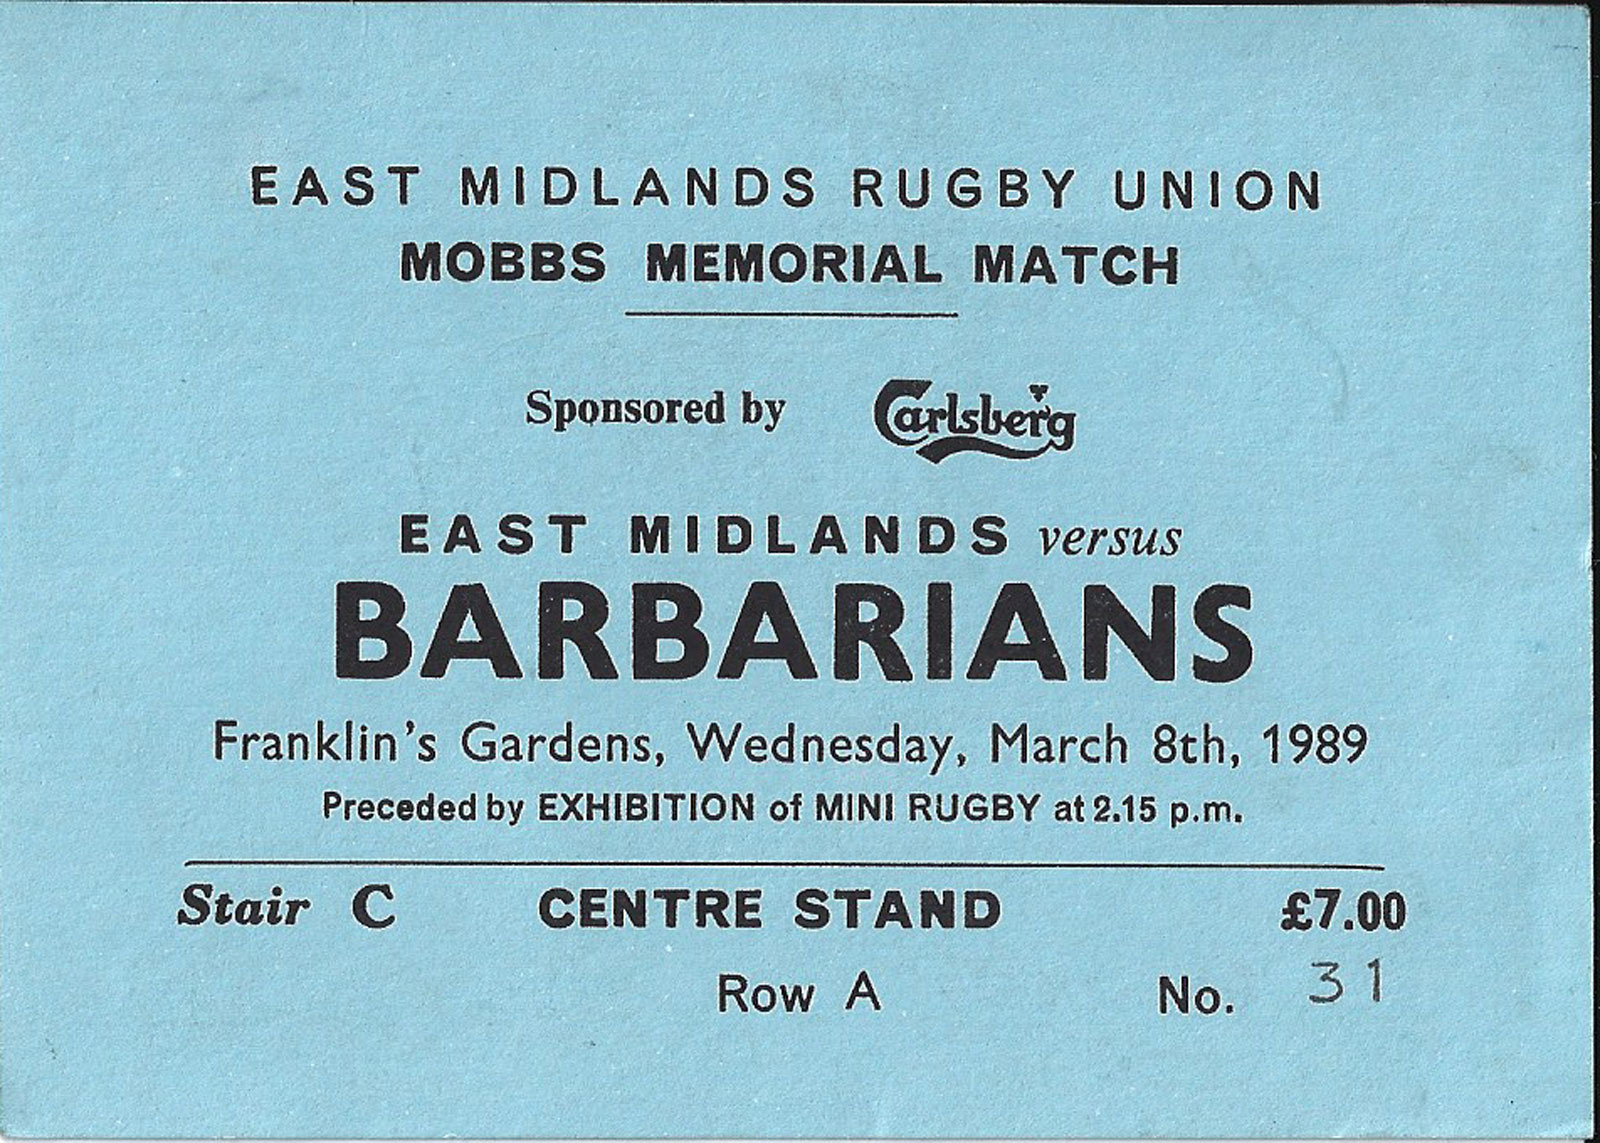 EAST MIDLANDS RUGBY UNION
MOBBS MEMORIAL MATCH
Sponsored by Carlsberg
EAST MIDLANDS versus
BARBARIANS
Franklin's Gardens, Wednesday, March 8th, 1989
Preceded by EXHIBITION of MINI RUGBY at 2.15 p.m.
Stair C CENTRE STAND £7.00
Row A No. 31